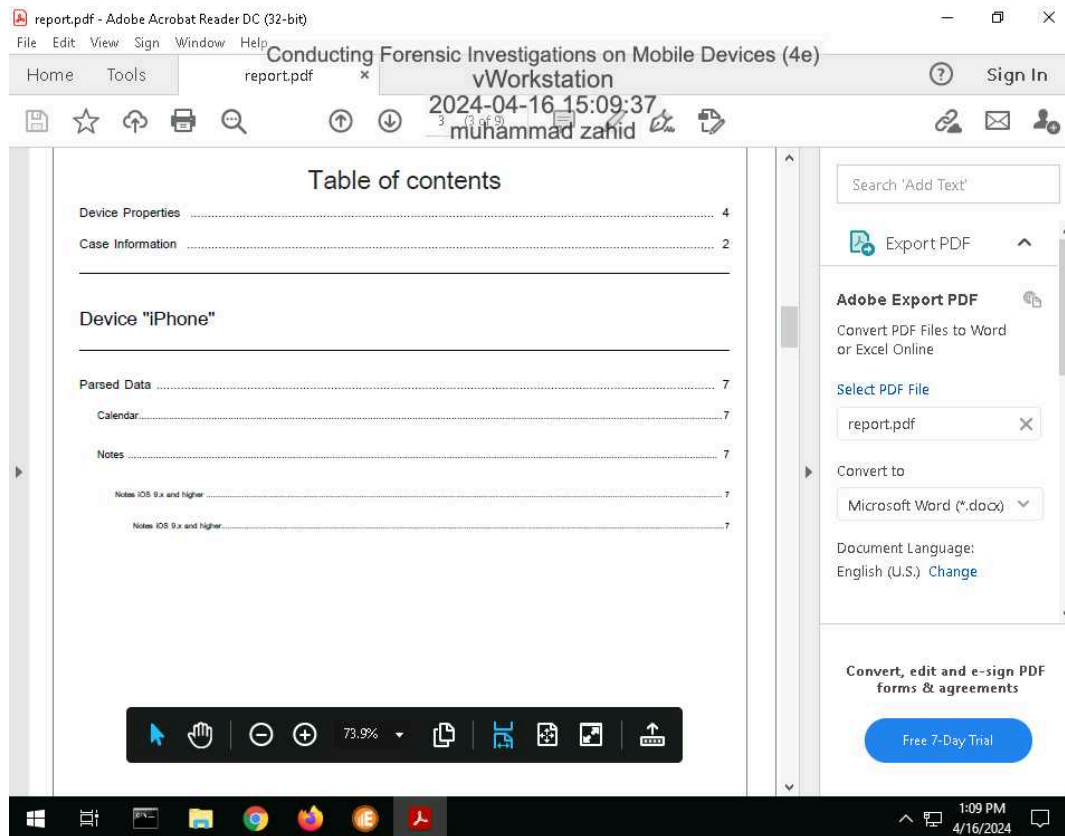 report.pdf - Adobe Acrobat Reader DC (32-bit)
File Edit View Sign Window Help
Conducting Forensic Investigations on Mobile Devices (4e)
vWorkstation
2024-04-16 15:09:37
muhammad zahid
Home Tools report.pdf × Sign In
3 (3 of 9)
Table of contents
Device Properties 4
Case Information 2
Device "iPhone"
Parsed Data 7
Calendar 7
Notes 7
Notes iOS 9.x and higher 7
Notes iOS 9.x and higher 7
73.9%
Search 'Add Text'
Export PDF
Adobe Export PDF
Convert PDF Files to Word
or Excel Online
Select PDF File
report.pdf
Convert to
Microsoft Word (*.docx)
Document Language:
English (U.S.) Change
Convert, edit and e-sign PDF
forms & agreements
Free 7-Day Trial
1:09 PM
4/16/2024